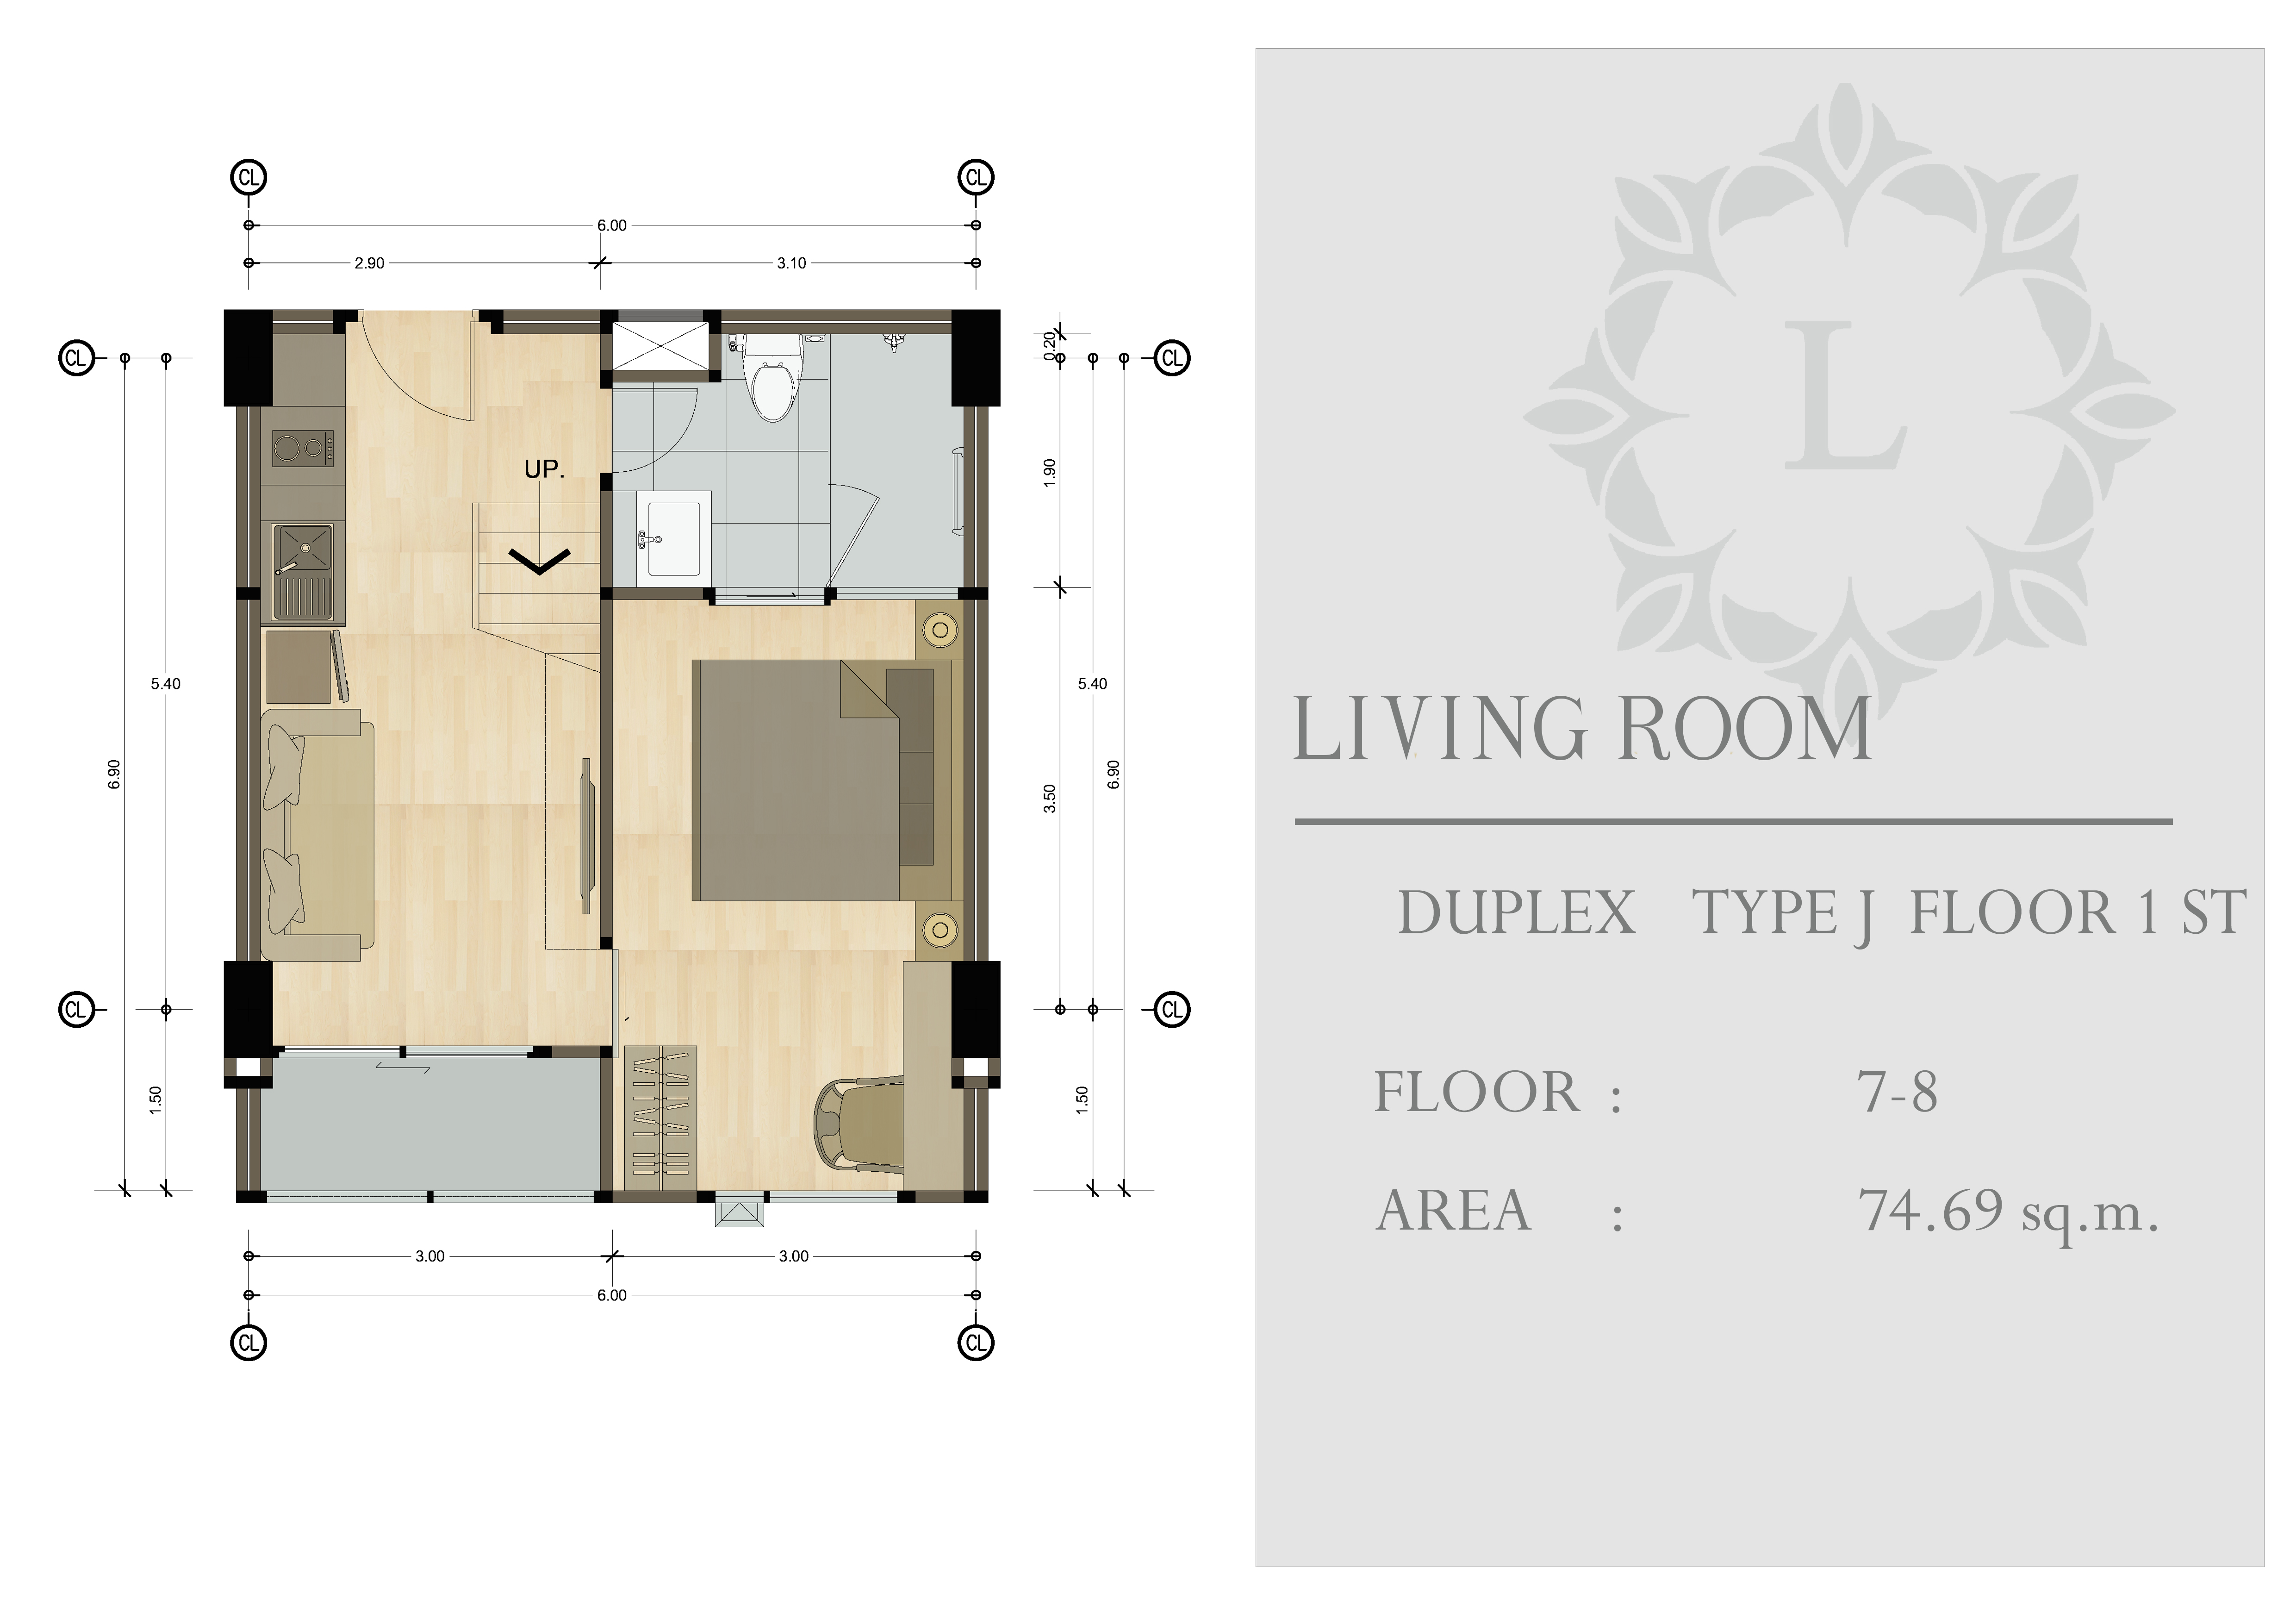 CL CL
6.00
2.90 3.10
CL CL
0.20
UP.
1.90
5.40 5.40
6.90 3.50 6.90
CL CL
1.50 1.50
3.00 3.00
6.00
CL CL
L
LIVING ROOM
DUPLEX TYPE J FLOOR 1 ST
FLOOR : 7-8
AREA : 74.69 sq.m.